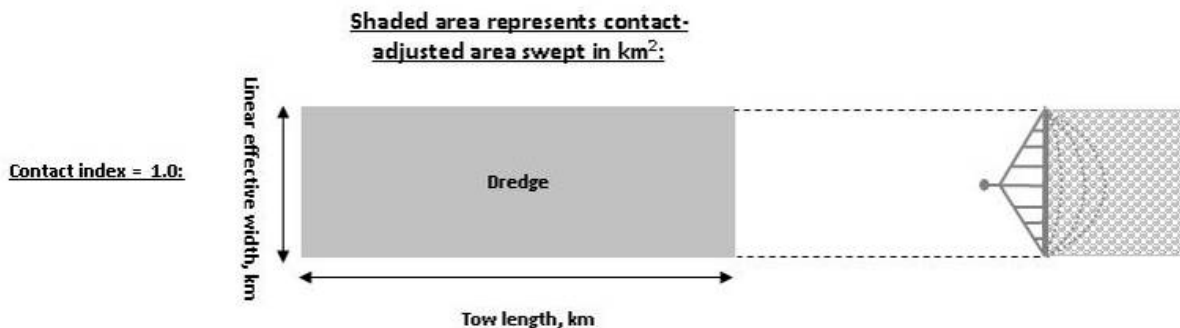 Shaded area represents contact-
adjusted area swept in km²:
Linear effective width, km
Contact index = 1.0:
Dredge
Tow length, km